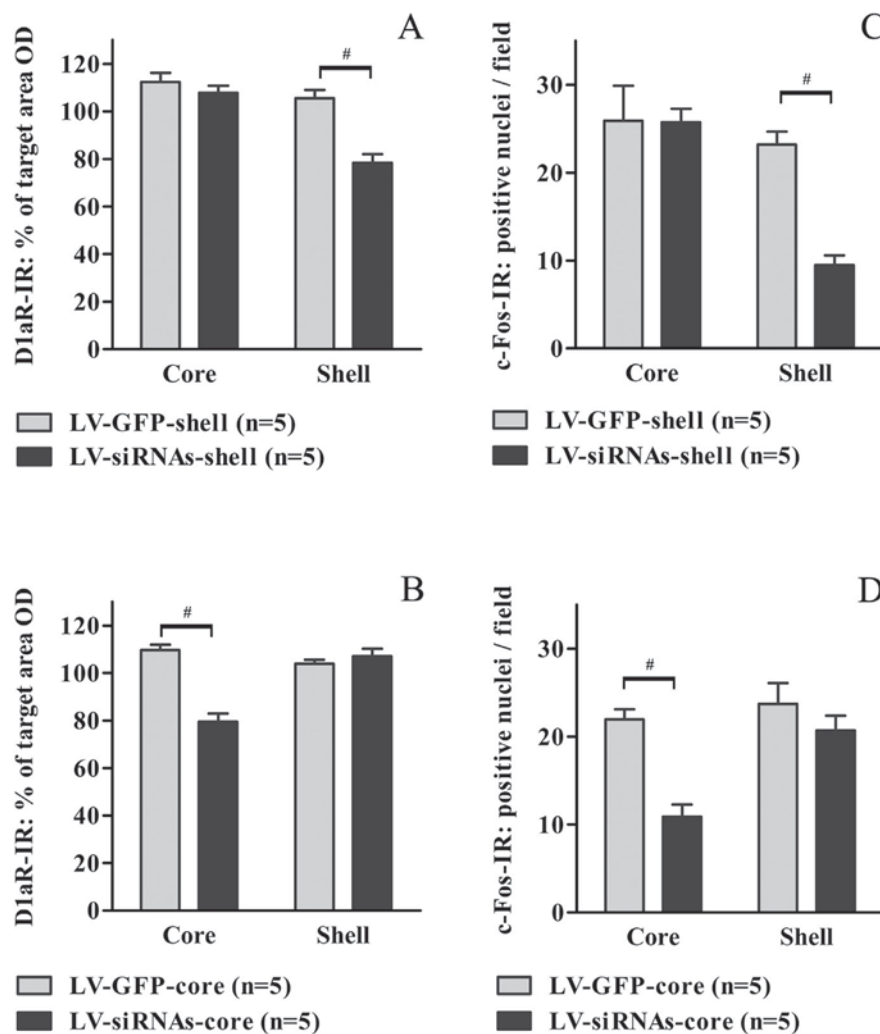 A
D1aR-IR: % of target area OD
120
100
80
60
40
20
0
#
Core Shell
LV-GFP-shell (n=5)
LV-siRNAs-shell (n=5)
C
c-Fos-IR: positive nuclei / field
30
20
10
0
#
Core Shell
LV-GFP-shell (n=5)
LV-siRNAs-shell (n=5)
B
D1aR-IR: % of target area OD
120
100
80
60
40
20
0
#
Core Shell
LV-GFP-core (n=5)
LV-siRNAs-core (n=5)
D
c-Fos-IR: positive nuclei / field
30
20
10
0
#
Core Shell
LV-GFP-core (n=5)
LV-siRNAs-core (n=5)